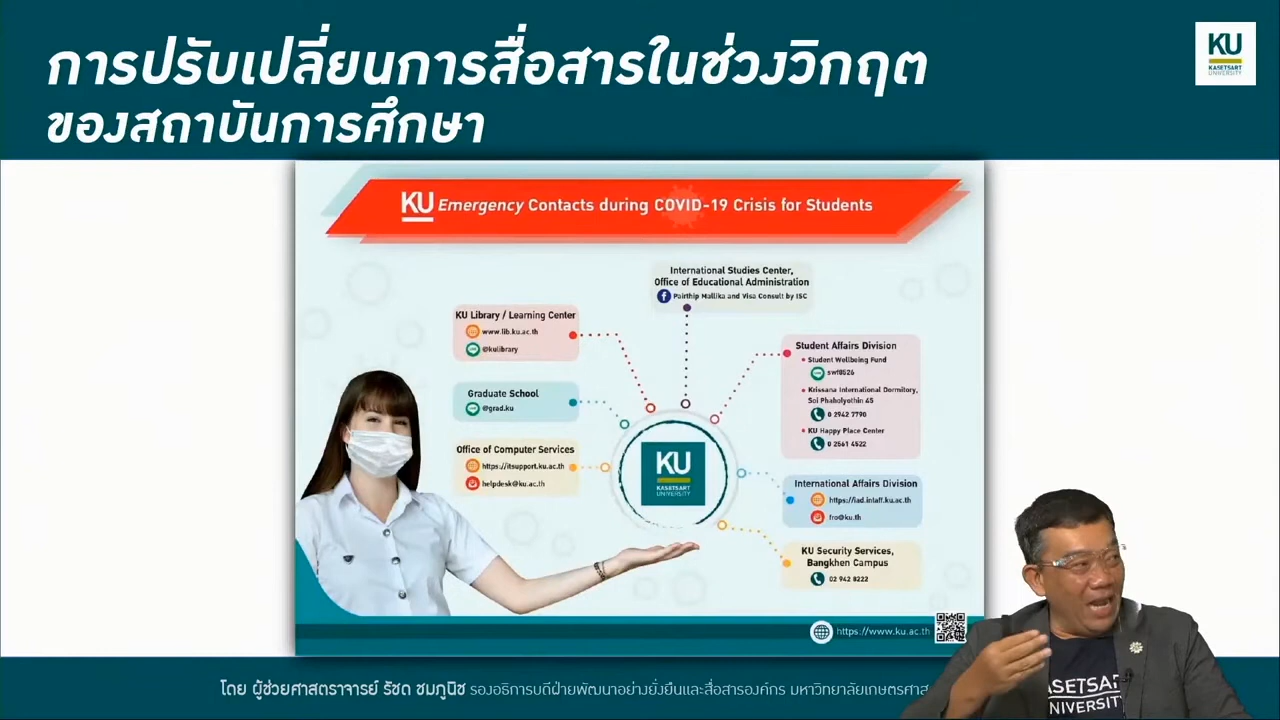 การปรับเปลี่ยนการสื่อสารในช่วงวิกฤต
ของสถาบันการศึกษา
KU
KASETSART
UNIVERSITY
KU Emergency Contacts during COVID-19 Crisis for Students
International Studies Center,
Office of Educational Administration
Pairthip Mallika and Visa Consult by ISC
KU Library / Learning Center
www.lib.ku.ac.th
@kulibrary
Graduate School
@grad.ku
Office of Computer Services
https://itsupport.ku.ac.th
helpdesk@ku.ac.th
KU
KASETSART
UNIVERSITY
Student Affairs Division
Student Wellbeing Fund
swf0526
Krissana International Dormitory,
Soi Phaholyothin 45
0 2942 7790
KU Happy Place Center
0 2561 4522
International Affairs Division
https://iad.intaff.ku.ac.th
fro@ku.th
KU Security Services,
Bangkhen Campus
02 942 8222
https://www.ku.ac.th
โดย ผู้ช่วยศาสตราจารย์ รัชด ชมภูนิช รองอธิการบดีฝ่ายพัฒนาอย่างยั่งยืนและสื่อสารองค์กร มหาวิทยาลัยเกษตรศาส
ASETSART
NIVERSITY